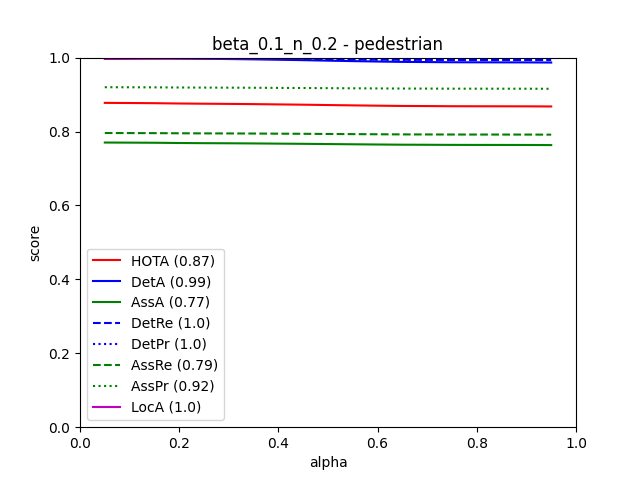 beta_0.1_n_0.2 - pedestrian
1.0
0.8
0.6
0.4
0.2
0.0
score
HOTA (0.87)
DetA (0.99)
AssA (0.77)
DetRe (1.0)
DetPr (1.0)
AssRe (0.79)
AssPr (0.92)
LocA (1.0)
0.0 0.2 0.4 0.6 0.8 1.0
alpha